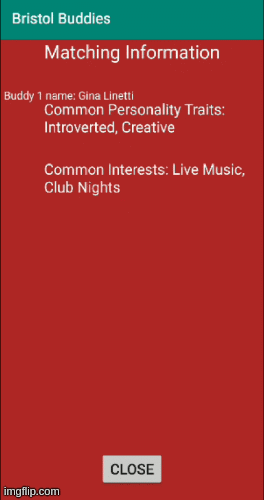 Bristol Buddies
Matching Information
Buddy 1 name: Gina Linetti
Common Personality Traits:
Introverted, Creative
Common Interests: Live Music,
Club Nights
CLOSE
imgflip.com